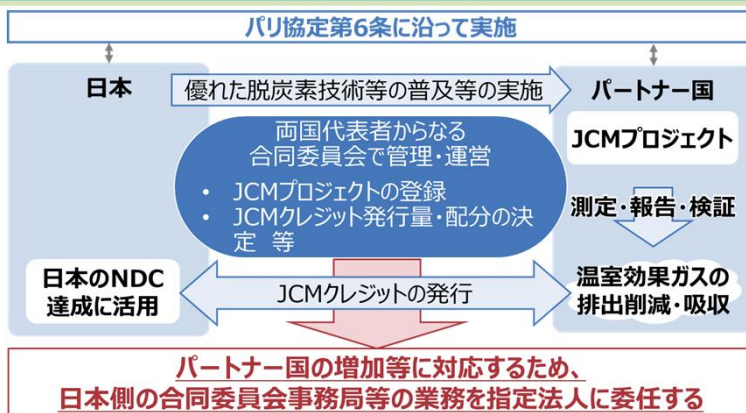 パリ協定第6条に沿って実施
日本
優れた脱炭素技術等の普及等の実施
パートナー国
両国代表者からなる
合同委員会で管理・運営
• JCMプロジェクトの登録
• JCMクレジット発行量・配分の決
定 等
JCMプロジェクト
測定・報告・検証
日本のNDC
達成に活用
JCMクレジットの発行
温室効果ガスの
排出削減・吸収
パートナー国の増加等に対応するため、
日本側の合同委員会事務局等の業務を指定法人に委任する